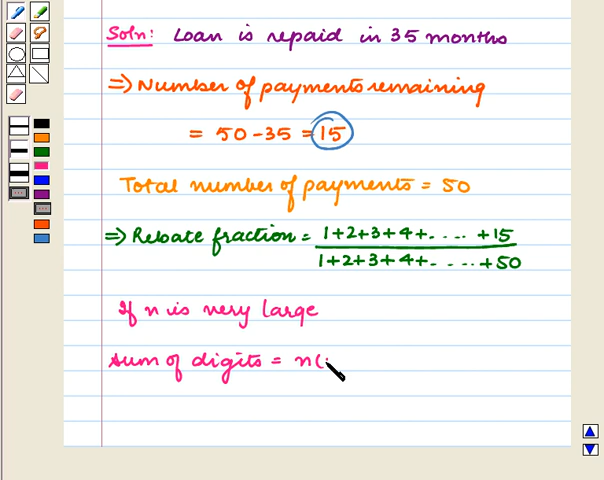 Soln: Loan is repaid in 35 months
⇒ Number of payments remaining
= 50 - 35 = 15
Total number of payments = 50
⇒ Rebate fraction = 1+2+3+4+.....+15
1+2+3+4+.....+50
If n is very large
Sum of digits = n(